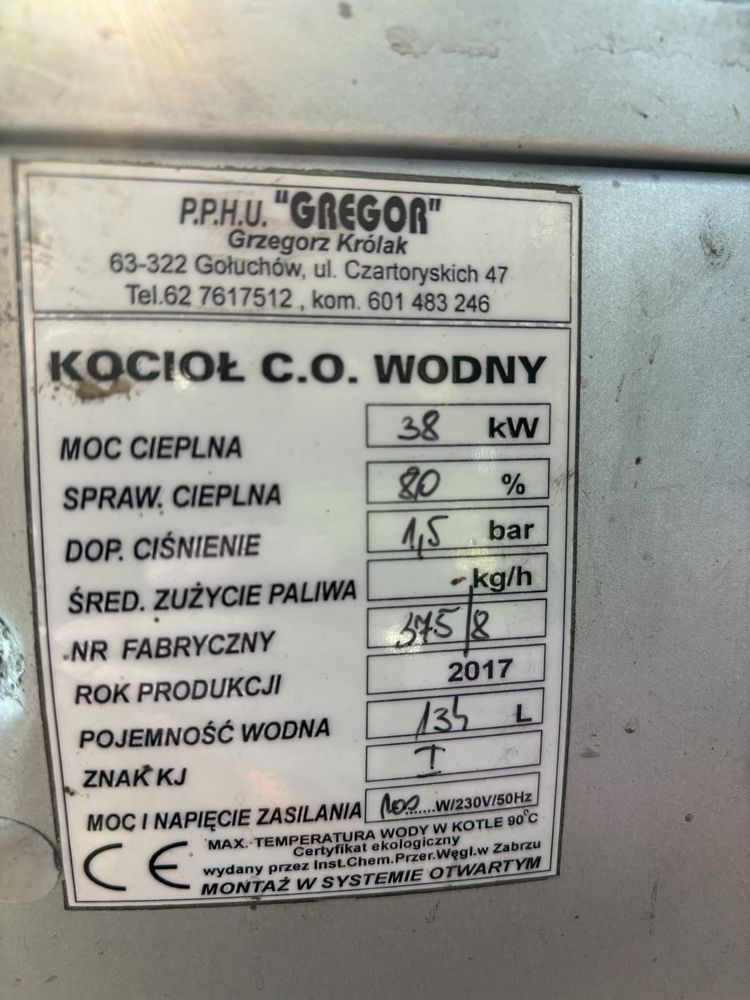 P.P.H.U. "GREGOR"
Grzegorz Królak
63-322 Gołuchów, ul. Czartoryskich 47
Tel.62 7617512 , kom. 601 483 246
KOCIOŁ C.O. WODNY
MOC CIEPLNA 38 kW
SPRAW. CIEPLNA 80 %
DOP. CIŚNIENIE 1,5 bar
ŚRED. ZUŻYCIE PALIWA - kg/h
NR FABRYCZNY 375/8
ROK PRODUKCJI 2017
POJEMNOŚĆ WODNA L
ZNAK KJ I
MOC I NAPIĘCIE ZASILANIA 100 ......W/230V/50Hz
MAX. TEMPERATURA WODY W KOTLE 90°C
Certyfikat ekologiczny
wydany przez Inst.Chem.Przer.Węgl.w Zabrzu
CE MONTAŻ W SYSTEMIE OTWARTYM